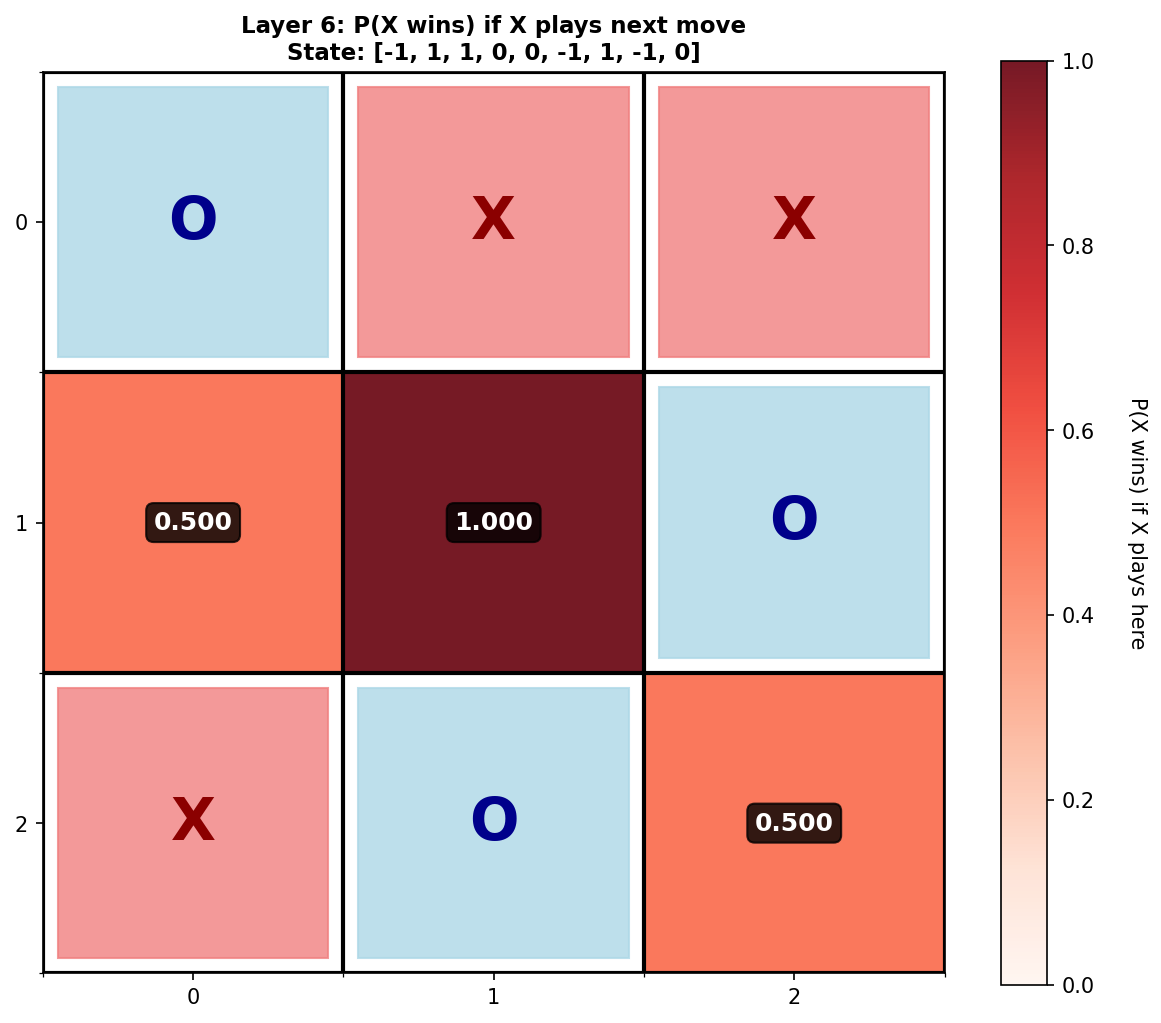 Layer 6: P(X wins) if X plays next move
State: [-1, 1, 1, 0, 0, -1, 1, -1, 0]
0
O
X
X
1
0.500
1.000
O
2
X
O
0.500
0
1
2
1.0
0.8
0.6
0.4
0.2
0.0
P(X wins) if X plays here